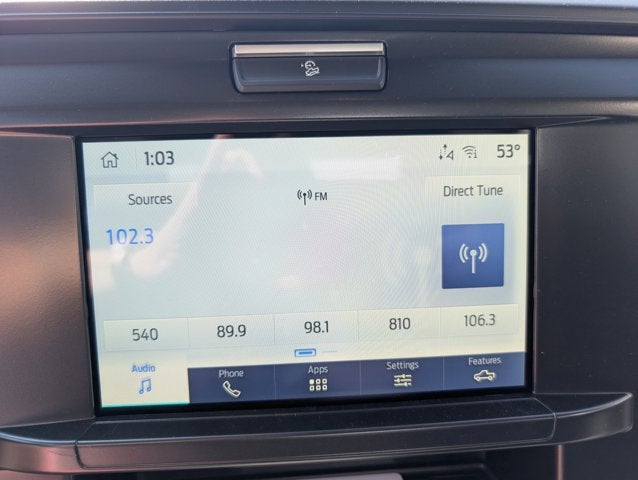 1:03
53°
Sources
FM
Direct Tune
102.3
540
89.9
98.1
810
106.3
Audio
Phone
Apps
Settings
Features